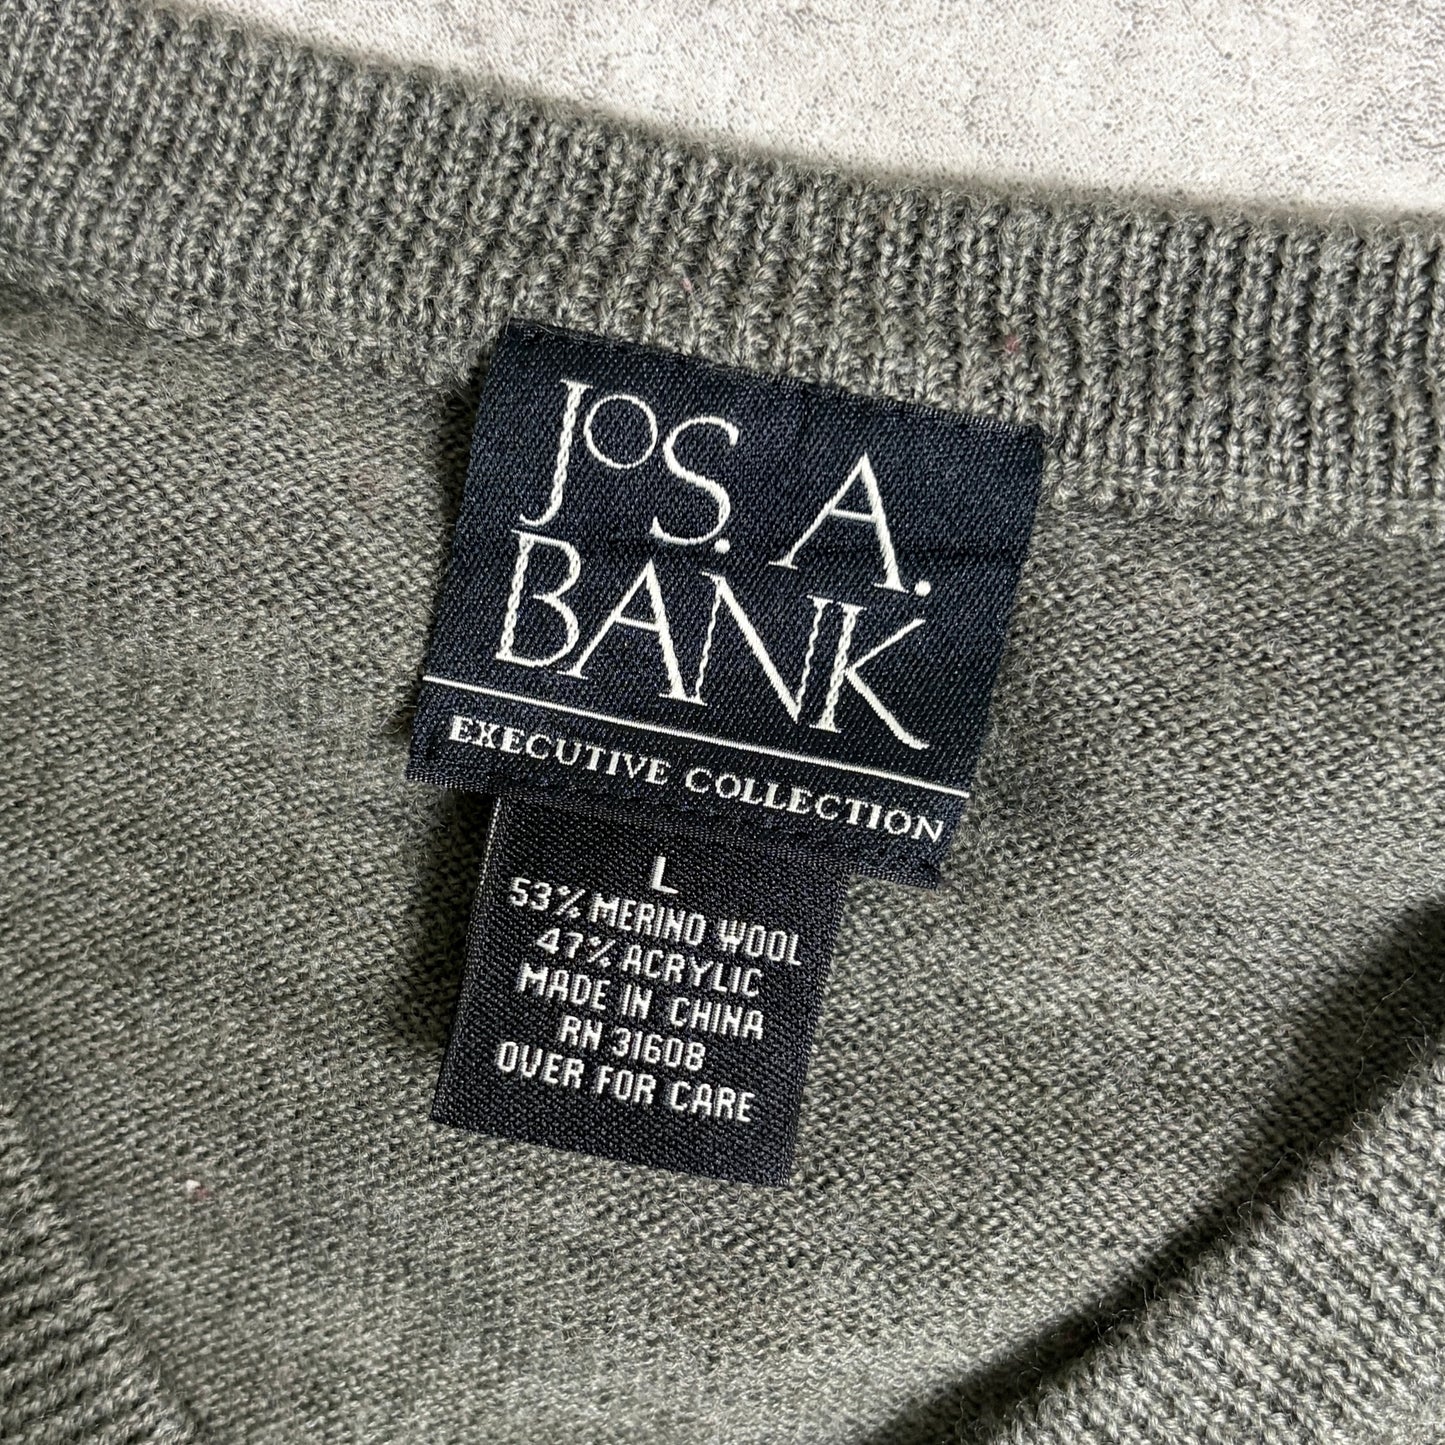 JoS. A.
BANK
EXECUTIVE COLLECTION
L
53% MERINO WOOL
47% ACRYLIC
MADE IN CHINA
RN 31608
OVER FOR CARE